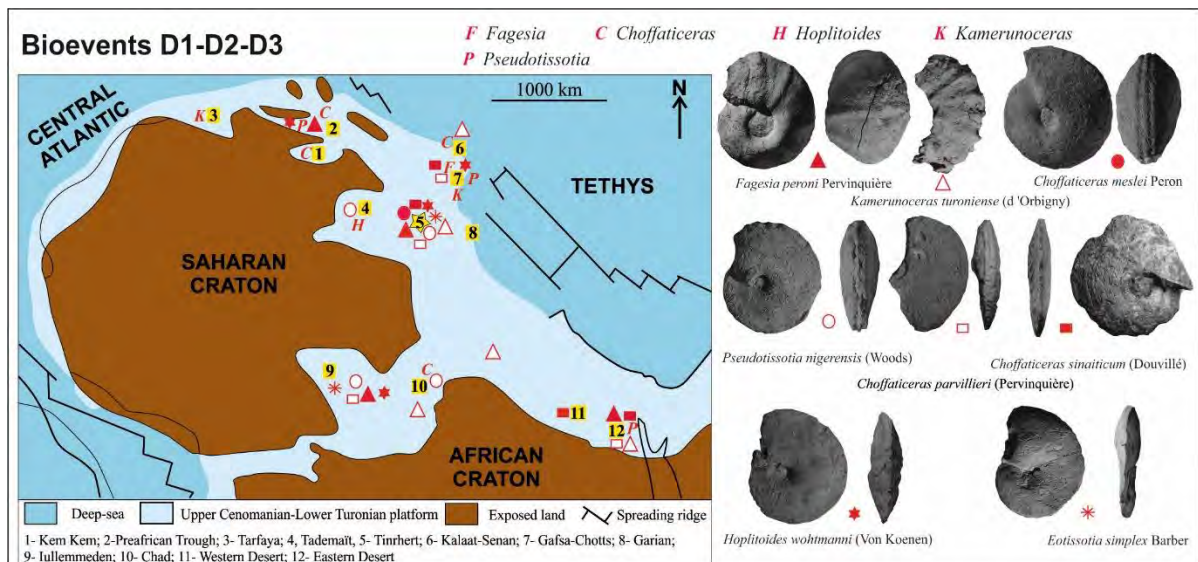 Bioevents D1-D2-D3
F Fagesia C Choffaticeras H Hoplitoides K Kamerunoceras
P Pseudotissotia
CENTRAL
ATLANTIC
1000 km
N
K 3
P
C
2
C 1
C
6
F
7 P
K
TETHYS
4
H
5
8
SAHARAN
CRATON
9
10
C
11
12
P
AFRICAN
CRATON
Deep-sea Upper Cenomanian-Lower Turonian platform Exposed land Spreading ridge
1- Kem Kem; 2-Preafrican Trough; 3- Tarfaya; 4, Tademaït, 5- Tinrhert; 6- Kalaat-Senan; 7- Gafsa-Chotts; 8- Garian;
9- Iullemmeden; 10- Chad; 11- Western Desert; 12- Eastern Desert
Fagesia peroni Pervinquière
Choffaticeras meslei Peron
Kamerunoceras turoniense (d 'Orbigny)
Pseudotissotia nigerensis (Woods)
Choffaticeras sinaiticum (Douvillé)
Choffaticeras parvillieri (Pervinquière)
Hoplitoides wohtmanni (Von Koenen)
Eotissotia simplex Barber